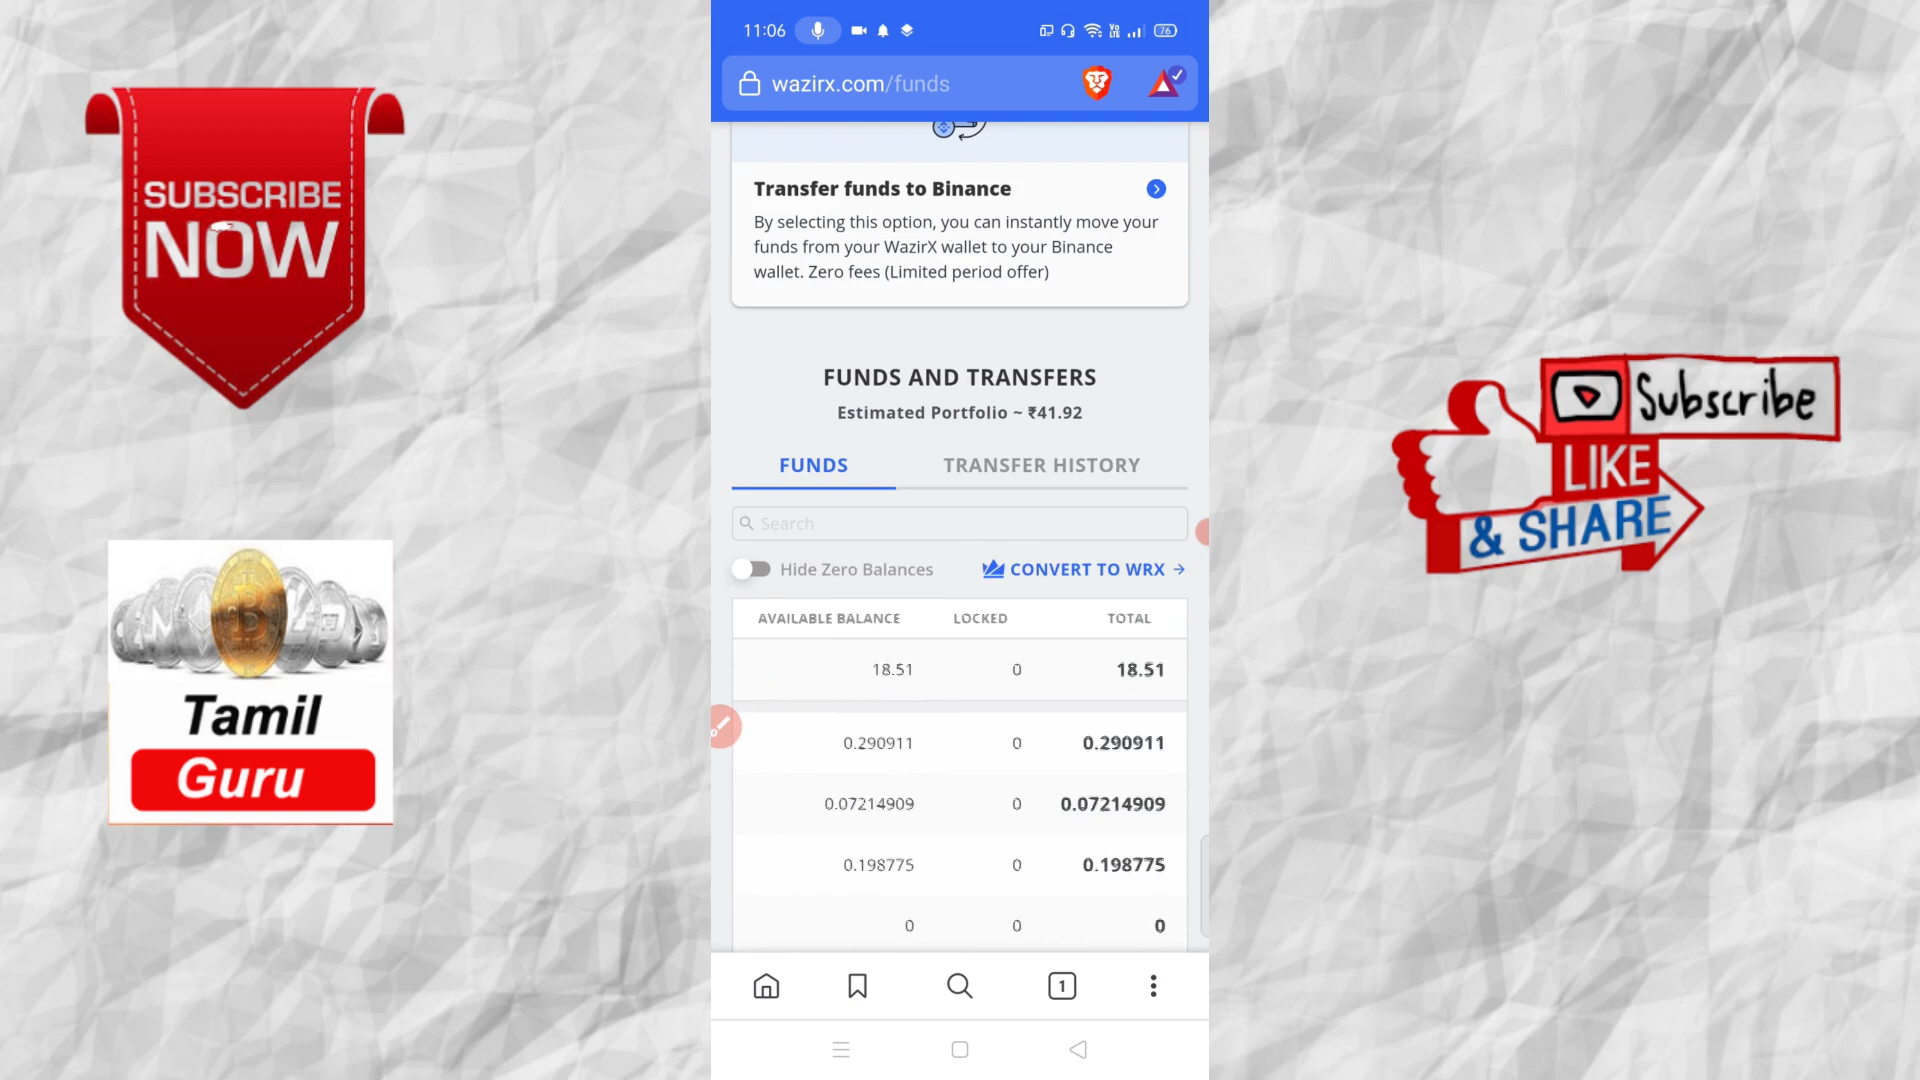 SUBSCRIBE
NOW
Tamil
Guru
11:06
76
wazirx.com/funds
Transfer funds to Binance
By selecting this option, you can instantly move your
funds from your WazirX wallet to your Binance
wallet. Zero fees (Limited period offer)
FUNDS AND TRANSFERS
Estimated Portfolio ~ ₹41.92
FUNDS TRANSFER HISTORY
Search
Hide Zero Balances CONVERT TO WRX →
AVAILABLE BALANCE LOCKED TOTAL
18.51 0 18.51
0.290911 0 0.290911
0.07214909 0 0.07214909
0.198775 0 0.198775
0 0 0
1
Subscribe
LIKE
& SHARE